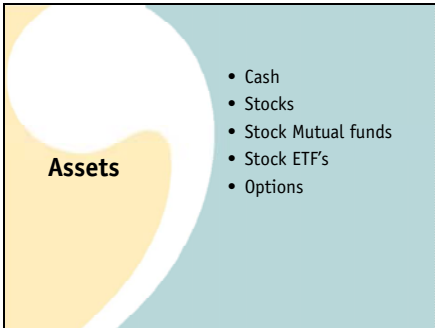 Assets
• Cash
• Stocks
• Stock Mutual funds
• Stock ETF's
• Options